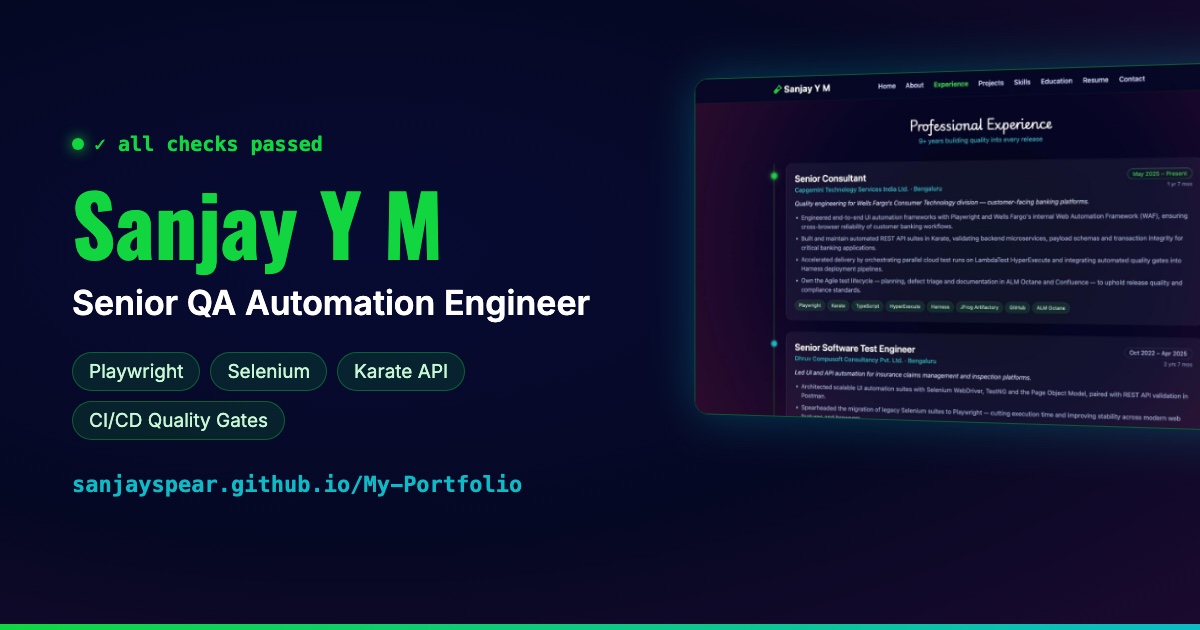 ✓ all checks passed
Sanjay Y M
Senior QA Automation Engineer
Playwright
Selenium
Karate API
CI/CD Quality Gates
sanjayspear.github.io/My-Portfolio
Sanjay Y M
Home
About
Experience
Projects
Skills
Education
Resume
Contact
Professional Experience
9+ years building quality into every release
Senior Consultant
May 2025 – Present
Capgemini Technology Services India Ltd. · Bengaluru
1 yr 7 mos
Quality engineering for Wells Fargo's Consumer Technology division — customer-facing banking platforms.
• Engineered end-to-end UI automation frameworks with Playwright and Wells Fargo's internal Web Automation Framework (WAF), ensuring
cross-browser reliability of customer banking workflows.
• Built and maintain automated REST API suites in Karate, validating backend microservices, payload schemas and transaction integrity for
critical banking applications.
• Accelerated delivery by orchestrating parallel cloud test runs on LambdaTest HyperExecute and integrating automated quality gates into
Harness deployment pipelines.
• Own the Agile test lifecycle — planning, defect triage and documentation in ALM Octane and Confluence — to uphold release quality and
compliance standards.
Playwright
Karate
TypeScript
HyperExecute
Harness
JFrog Artifactory
GitHub
ALM Octane
Senior Software Test Engineer
Oct 2022 – Apr 2025
Dhruv Compusoft Consultancy Pvt. Ltd. · Bengaluru
2 yrs 7 mos
Led UI and API automation for insurance claims management and inspection platforms.
• Architected scalable UI automation suites with Selenium WebDriver, TestNG and the Page Object Model, paired with REST API validation in
Postman.
• Spearheaded the migration of legacy Selenium suites to Playwright — cutting execution time and improving stability across modern web